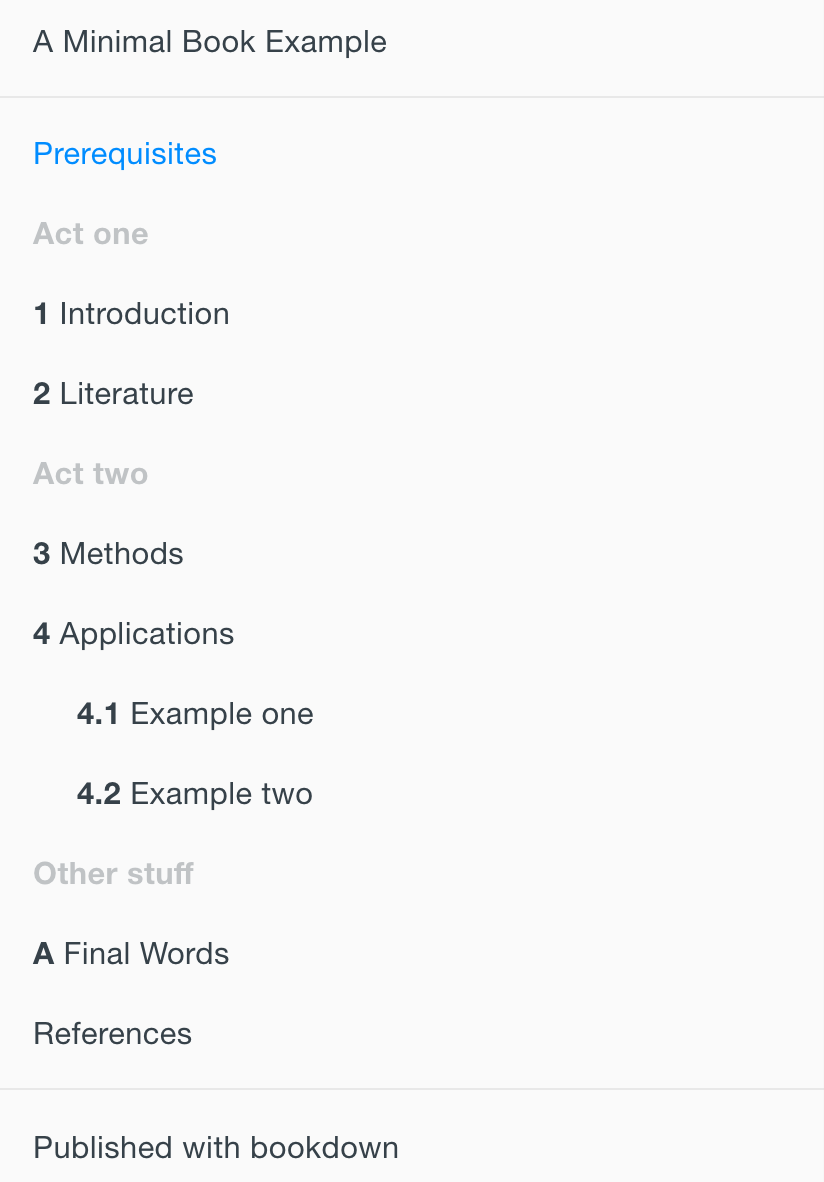 A Minimal Book Example
Prerequisites
Act one
1 Introduction
2 Literature
Act two
3 Methods
4 Applications
4.1 Example one
4.2 Example two
Other stuff
A Final Words
References
Published with bookdown